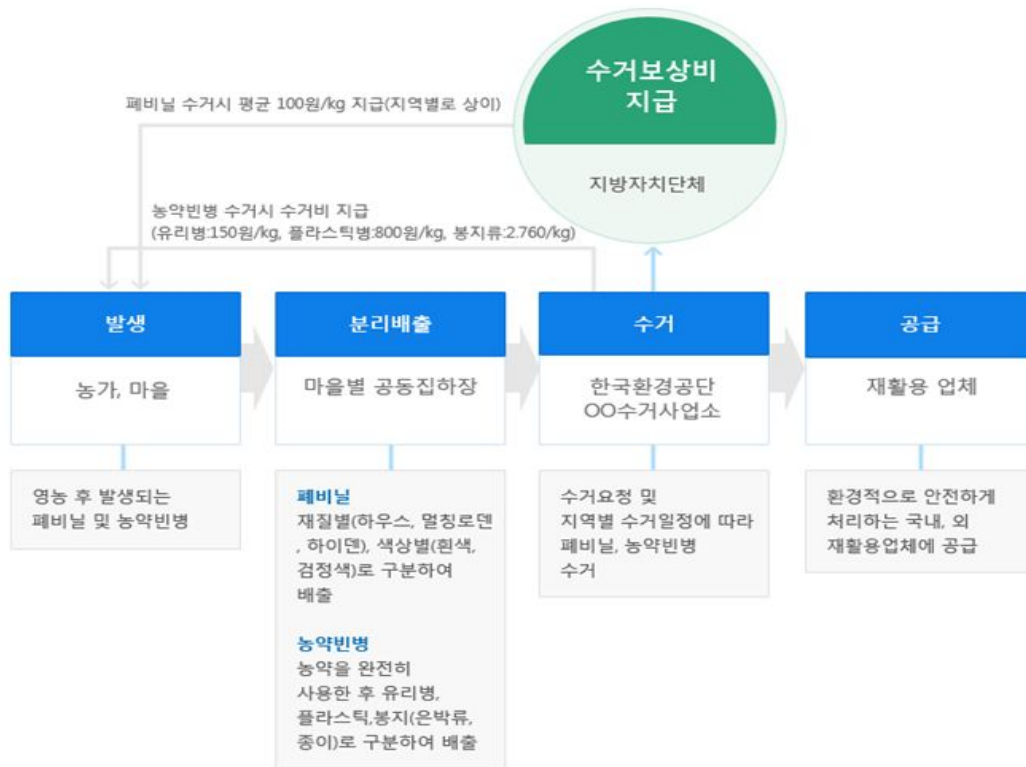 수거보상비
지급
지방자치단체
폐비닐 수거시 평균 100원/kg 지급(지역별로 상이)
농약빈병 수거시 수거비 지급
(유리병:150원/kg, 플라스틱병:800원/kg, 봉지류:2.760/kg)
발생
농가, 마을
영농 후 발생되는
폐비닐 및 농약빈병
분리배출
마을별 공동집하장
폐비닐
재질별(하우스, 멀칭로덴
, 하이덴), 색상별(흰색,
검정색)로 구분하여
배출
농약빈병
농약을 완전히
사용한 후 유리병,
플라스틱,봉지(은박류,
종이)로 구분하여 배출
수거
한국환경공단
OO수거사업소
수거요청 및
지역별 수거일정에 따라
폐비닐, 농약빈병
수거
공급
재활용 업체
환경적으로 안전하게
처리하는 국내, 외
재활용업체에 공급